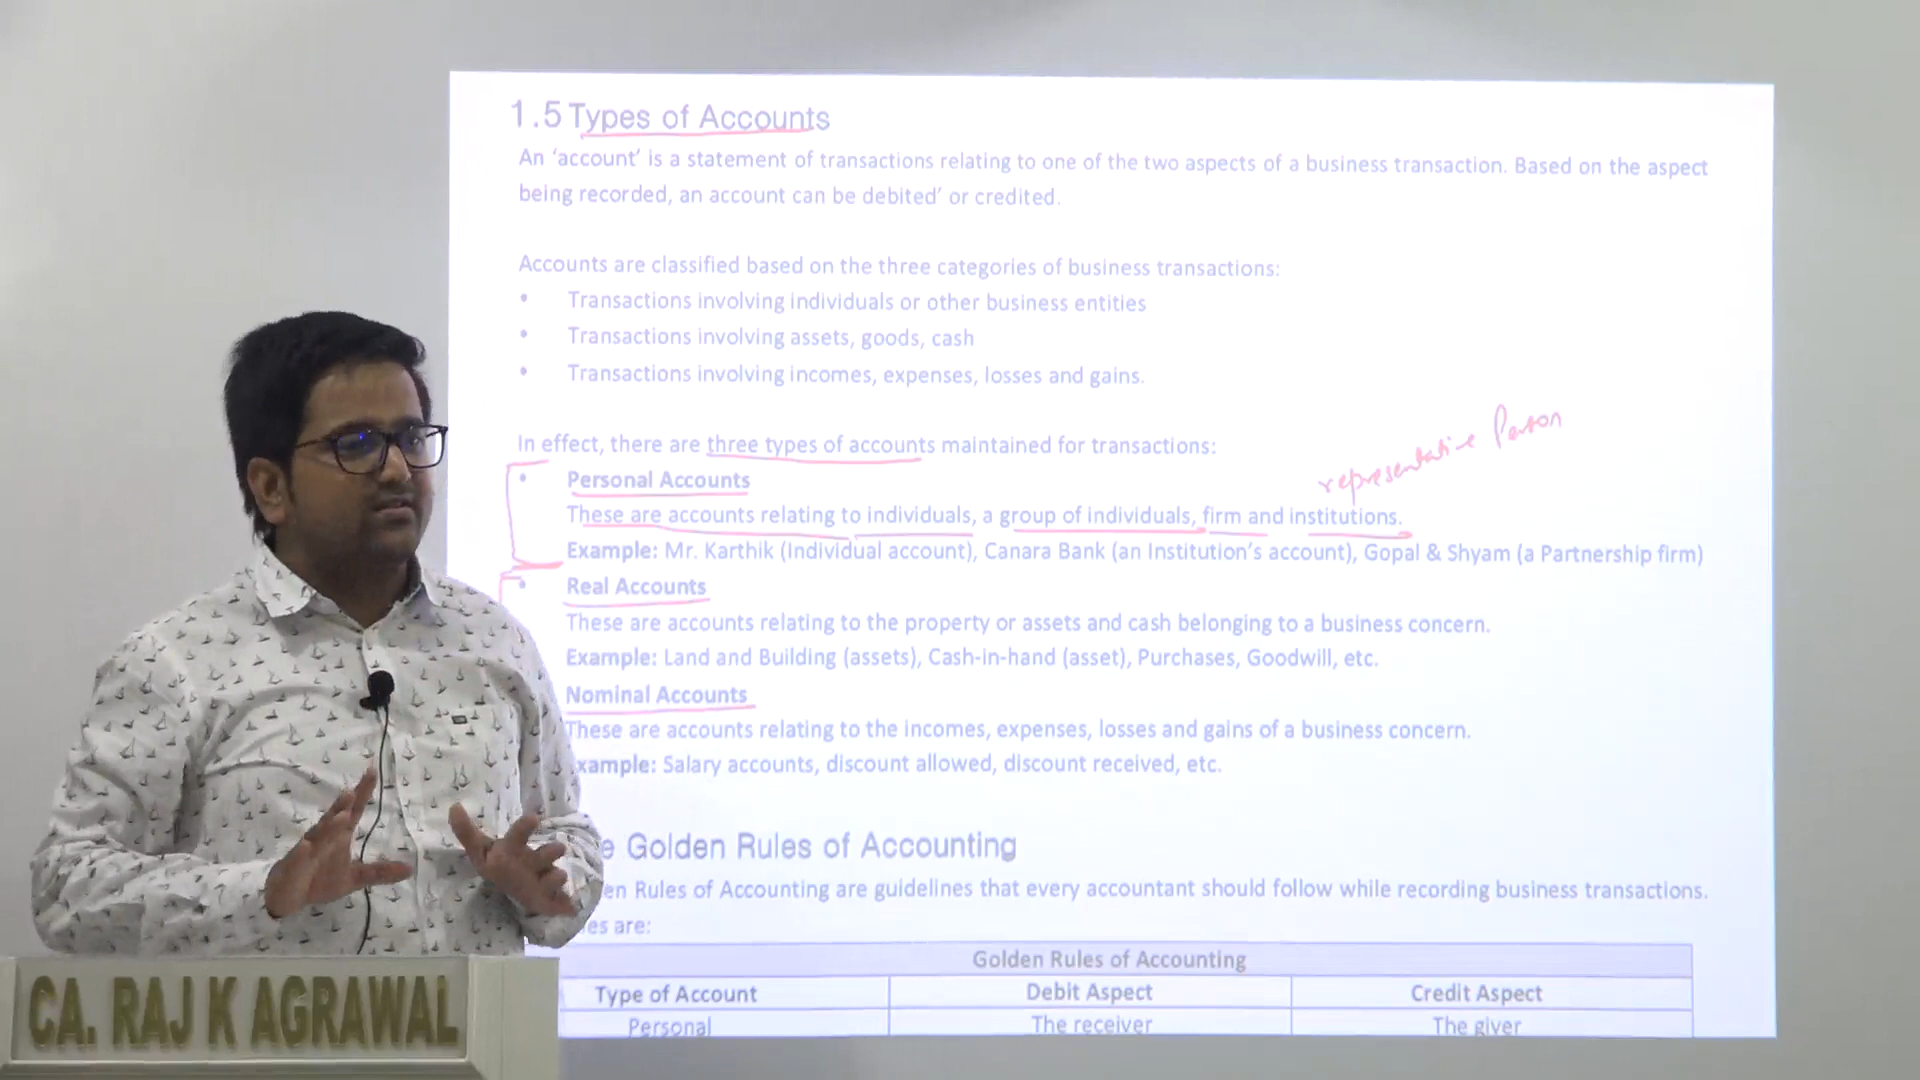 1.5 Types of Accounts
An ‘account’ is a statement of transactions relating to one of the two aspects of a business transaction. Based on the aspect
being recorded, an account can be debited’ or credited.
Accounts are classified based on the three categories of business transactions:
• Transactions involving individuals or other business entities
• Transactions involving assets, goods, cash
• Transactions involving incomes, expenses, losses and gains.
In effect, there are three types of accounts maintained for transactions:
representative Person
• Personal Accounts
These are accounts relating to individuals, a group of individuals, firm and institutions.
Example: Mr. Karthik (Individual account), Canara Bank (an Institution’s account), Gopal & Shyam (a Partnership firm)
• Real Accounts
These are accounts relating to the property or assets and cash belonging to a business concern.
Example: Land and Building (assets), Cash-in-hand (asset), Purchases, Goodwill, etc.
Nominal Accounts
These are accounts relating to the incomes, expenses, losses and gains of a business concern.
xample: Salary accounts, discount allowed, discount received, etc.
e Golden Rules of Accounting
en Rules of Accounting are guidelines that every accountant should follow while recording business transactions.
es are:
Golden Rules of Accounting
Type of Account Debit Aspect Credit Aspect
Personal The receiver The giver
CA. RAJ K AGRAWAL